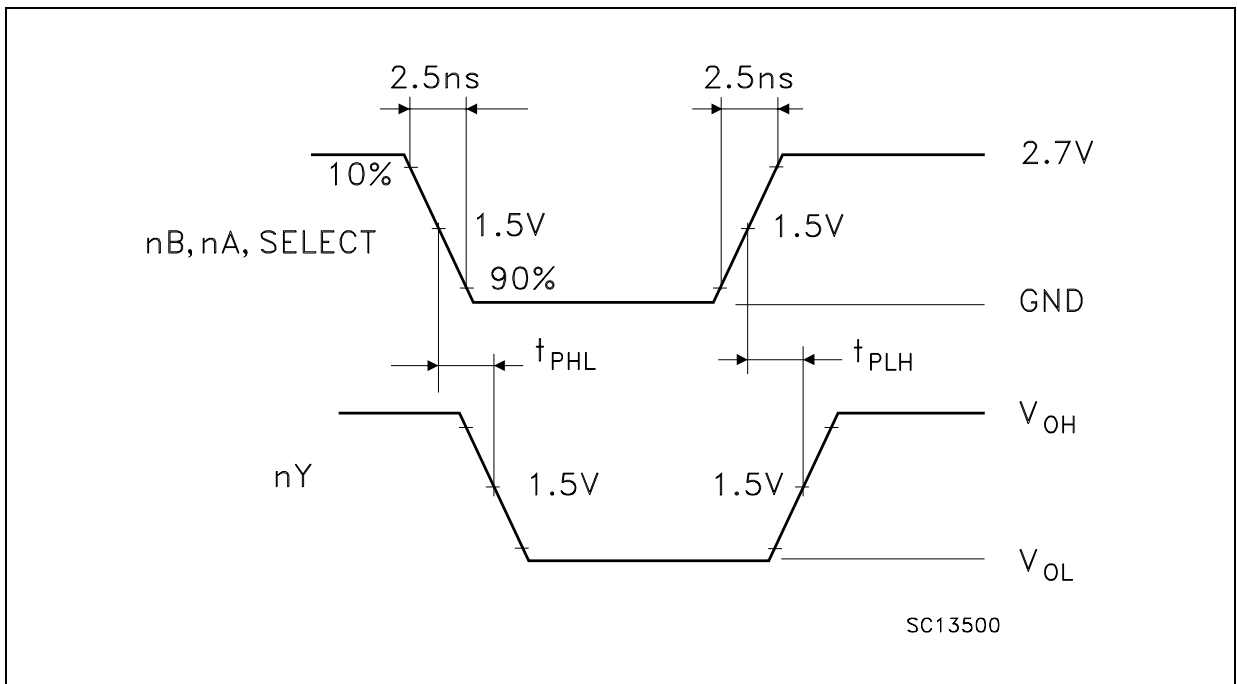 2.5ns 2.5ns
2.7V
10%
1.5V 1.5V
nB, nA, SELECT
90%
GND
tPHL tPLH
VOH
nY 1.5V 1.5V
VOL
SC13500